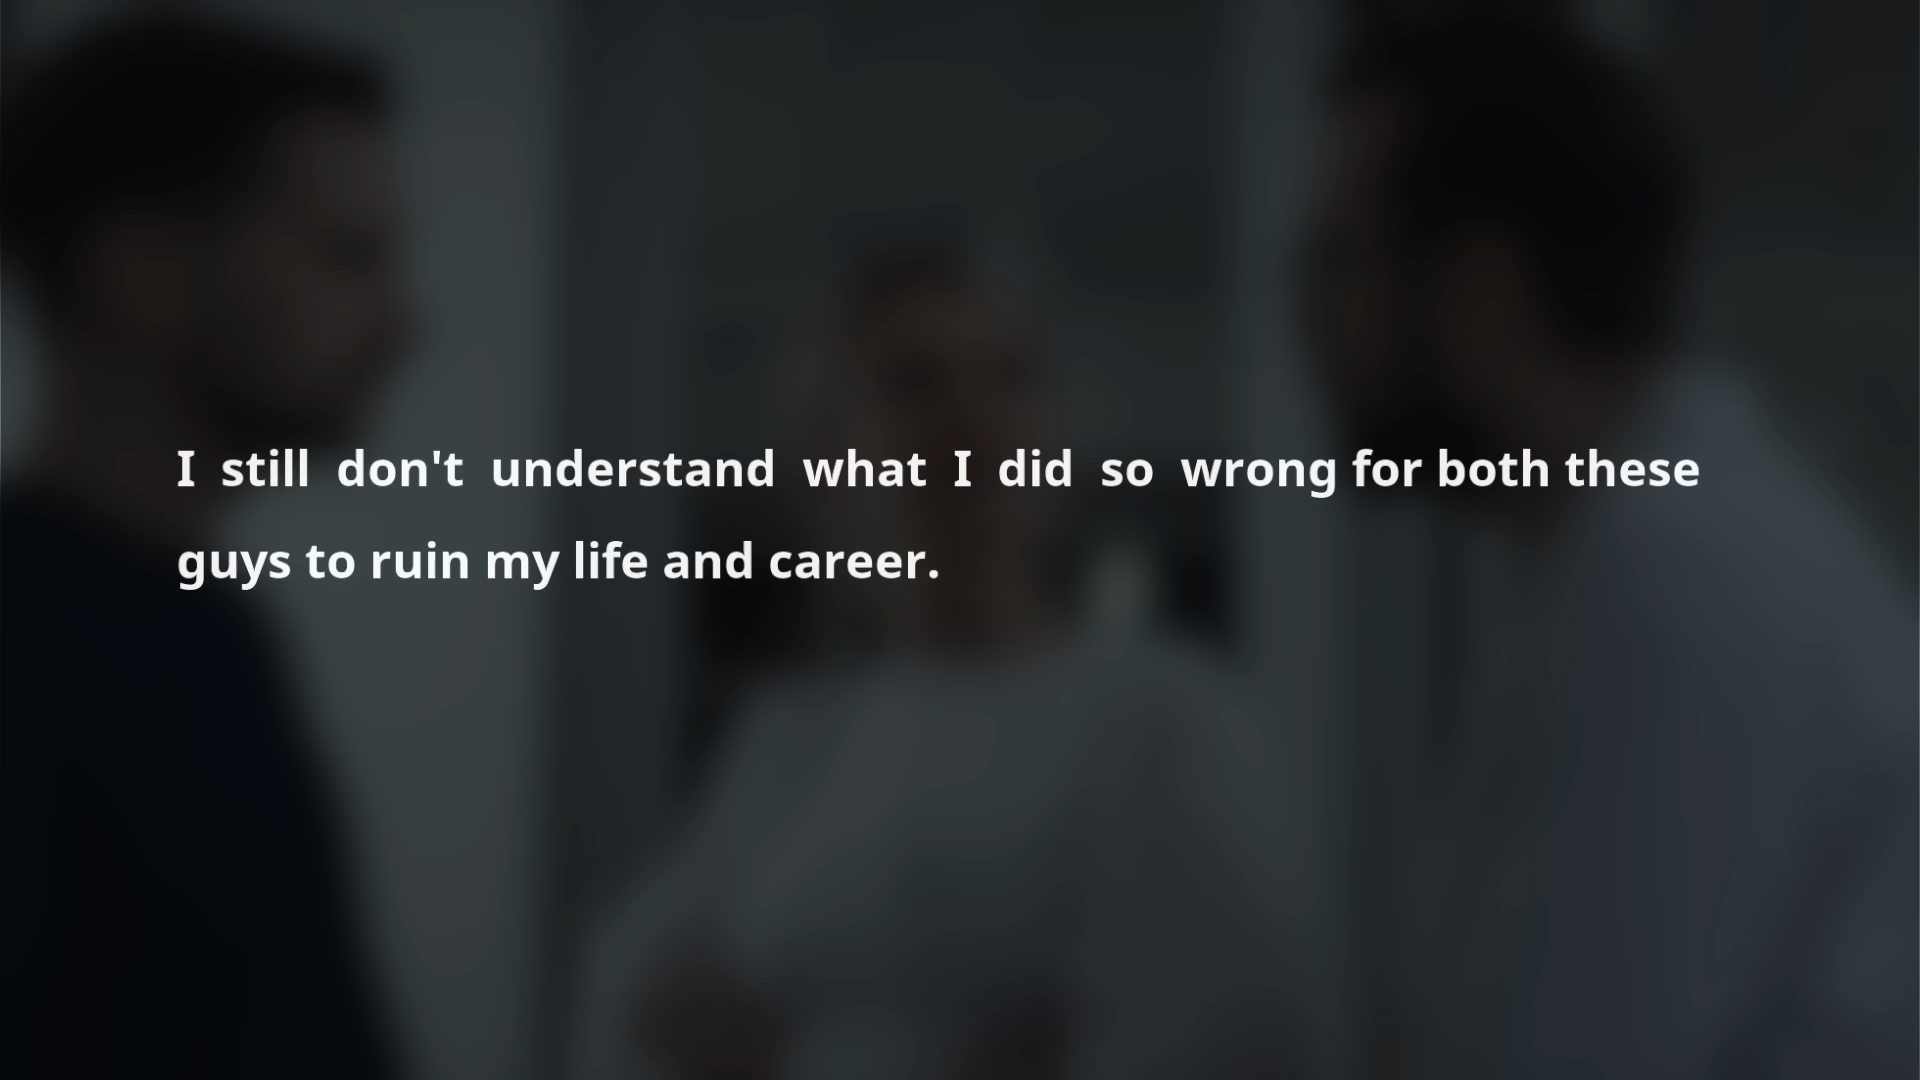 I still don't understand what I did so wrong for both these
guys to ruin my life and career.